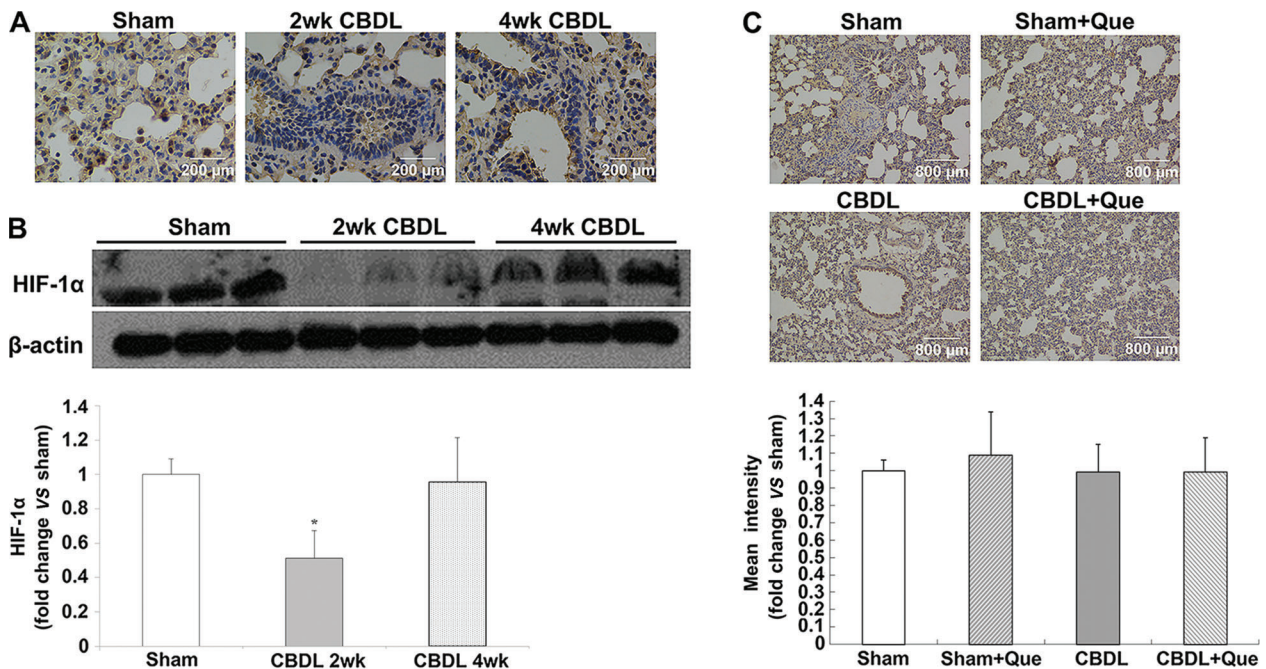 A
Sham
2wk CBDL
4wk CBDL
200 μm
200 μm
200 μm
B
Sham
2wk CBDL
4wk CBDL
HIF-1α
β-actin
HIF-1α
(fold change VS sham)
1.4
1.2
1
0.8
0.6
0.4
0.2
0
*
Sham
CBDL 2wk
CBDL 4wk
C
Sham
Sham+Que
800 μm
800 μm
CBDL
CBDL+Que
800 μm
800 μm
Mean intensity
(fold change VS sham)
1.4
1.3
1.2
1.1
1
0.9
0.8
0.7
0.6
0.5
0.4
0.3
0.2
0.1
0
Sham
Sham+Que
CBDL
CBDL+Que